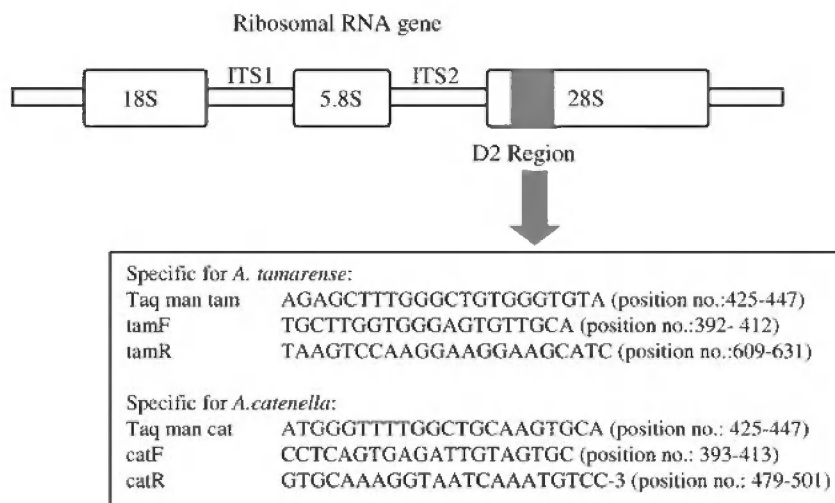 Ribosomal RNA gene
ITS1 ITS2
18S 5.8S 28S
D2 Region
Specific for A. tamarense:
Taq man tam AGAGCTTTGGGCTGTGGGTGTA (position no.:425-447)
tamF TGCTTGGTGGGAGTGTTGCA (position no.:392- 412)
tamR TAAGTCCAAGGAAGGAAGCATC (position no.:609-631)
Specific for A.catenella:
Taq man cat ATGGGTTTTGGCTGCAAGTGCA (position no.: 425-447)
catF CCTCAGTGAGATTGTAGTGC (position no.: 393-413)
catR GTGCAAAGGTAATCAAATGTCC-3 (position no.: 479-501)